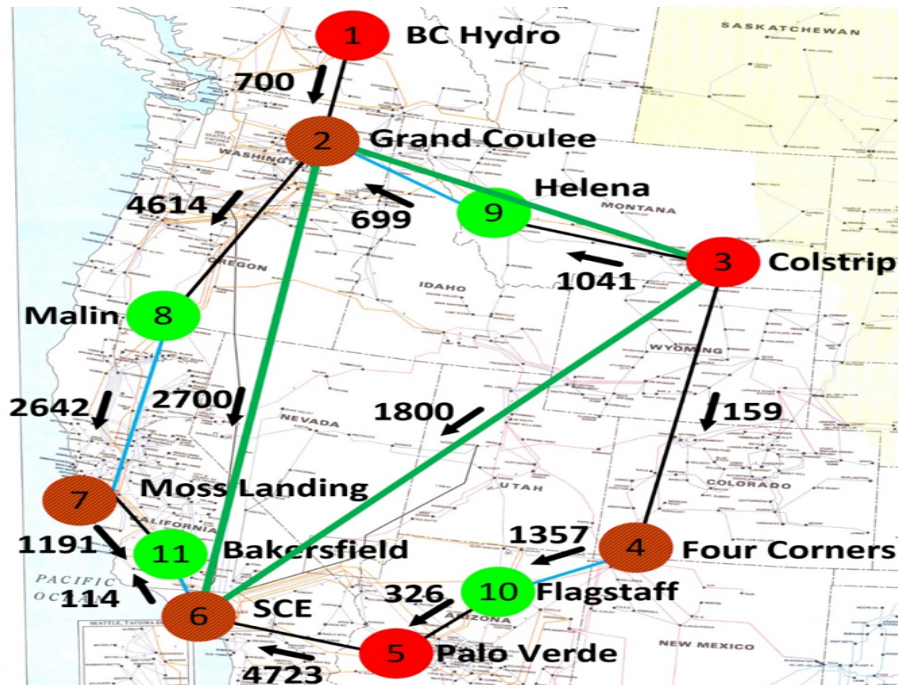 1 BC Hydro
SASKATCHEWAN
700
2 Grand Coulee
WASHINGTON
Helena
MONTANA
4614
699
9
3 Colstrip
OREGON
1041
IDAHO
Malin 8
WYOMING
2642
2700
1800
159
NEVADA
UTAH
COLORADO
7 Moss Landing
CALIFORNIA
1191
11 Bakersfield
1357
4 Four Corners
PACIFIC
114
326
10 Flagstaff
6 SCE
ARIZONA
5 Palo Verde
NEW MEXICO
4723